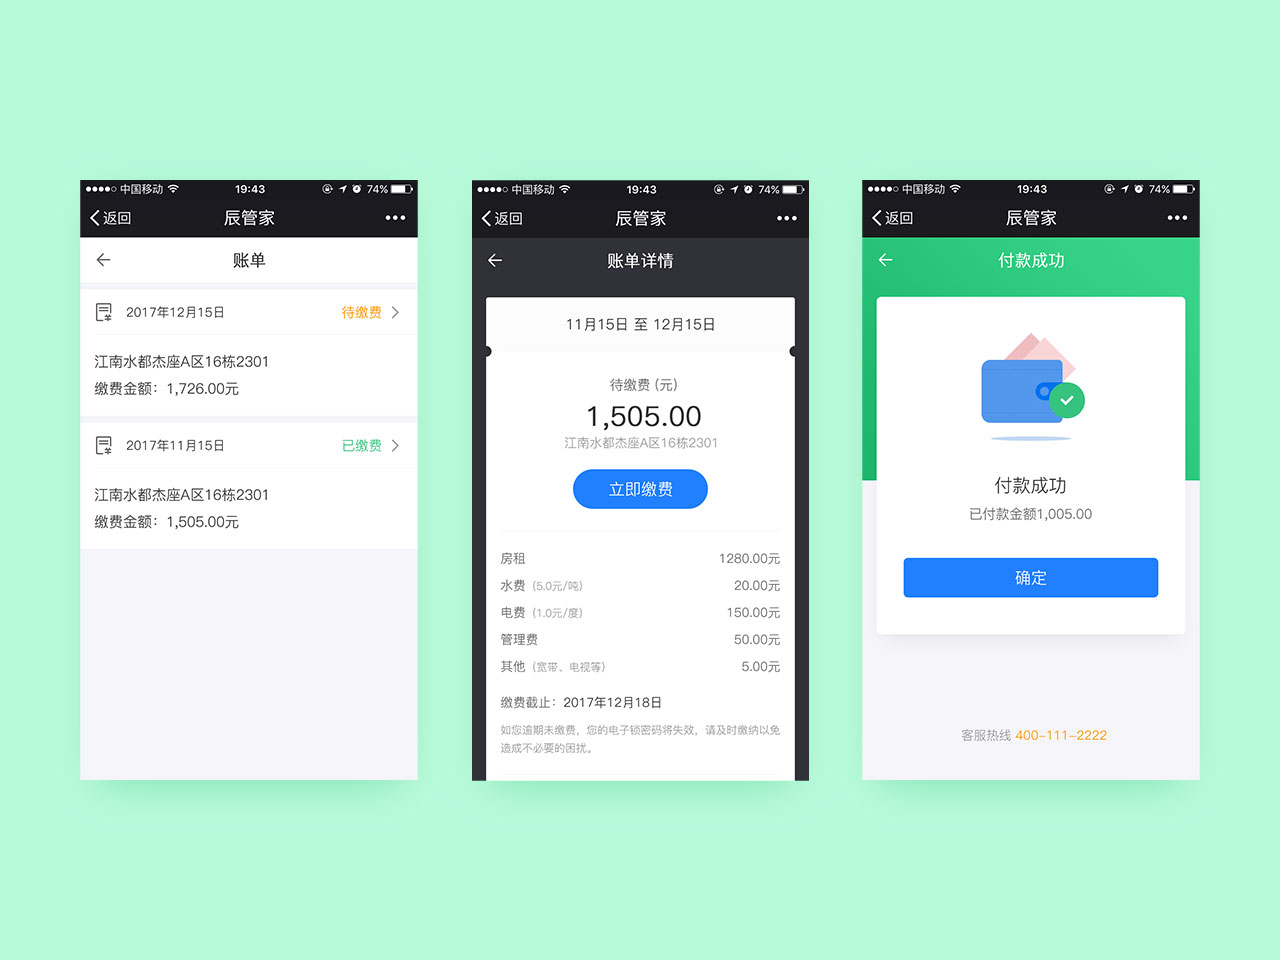 中国移动 19:43 74%
返回 辰管家
账单
2017年12月15日 待缴费
江南水都杰座A区16栋2301
缴费金额：1,726.00元
2017年11月15日 已缴费
江南水都杰座A区16栋2301
缴费金额：1,505.00元
中国移动 19:43 74%
返回 辰管家
账单详情
11月15日 至 12月15日
待缴费 (元)
1,505.00
江南水都杰座A区16栋2301
立即缴费
房租 1280.00元
水费 (5.0元/吨) 20.00元
电费 (1.0元/度) 150.00元
管理费 50.00元
其他 (宽带、电视等) 5.00元
缴费截止：2017年12月18日
如您逾期未缴费，您的电子锁密码将失效，请及时缴纳以免
造成不必要的困扰。
中国移动 19:43 74%
返回 辰管家
付款成功
付款成功
已付款金额1,005.00
确定
客服热线 400-111-2222